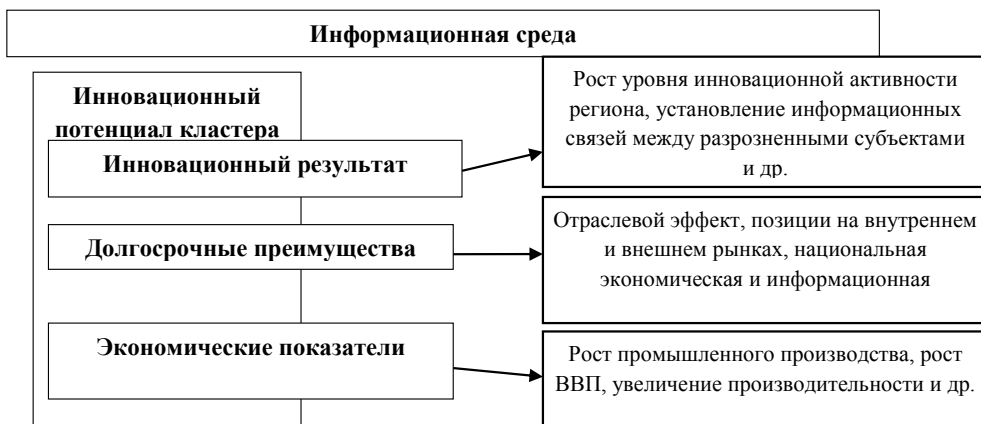 Информационная среда
Инновационный
потенциал кластера
Инновационный результат
Рост уровня инновационной активности
региона, установление информационных
связей между разрозненными субъектами
и др.
Долгосрочные преимущества
Отраслевой эффект, позиции на внутреннем
и внешнем рынках, национальная
экономическая и информационная
Экономические показатели
Рост промышленного производства, рост
ВВП, увеличение производительности и др.